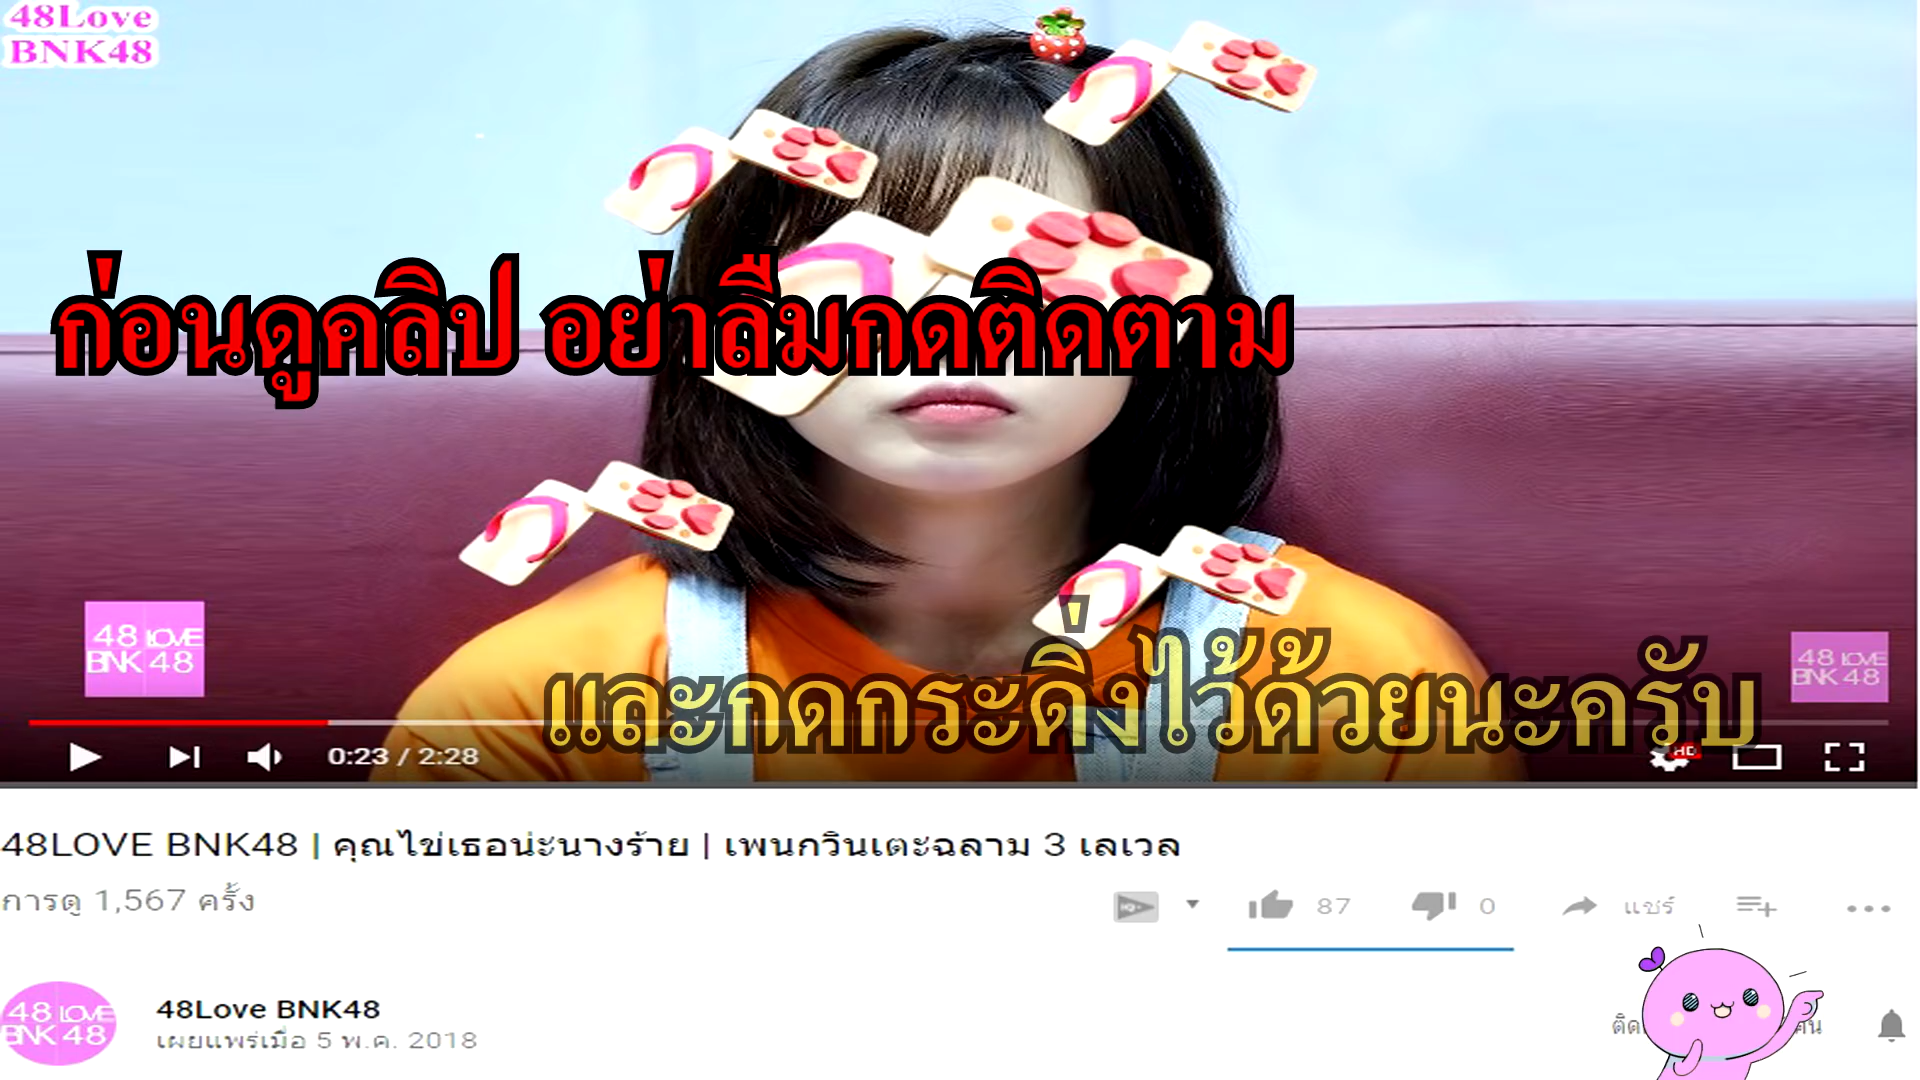 48Love
BNK48
ก่อนดูคลิป อย่าลืมกดติดตาม
48 LOVE
BNK 48
48 LOVE
BNK 48
และกดกระดิ่งไว้ด้วยนะครับ
0:23 / 2:28
HD
48LOVE BNK48 | คุณไข่เธอน่ะนางร้าย | เพนกวินเตะฉลาม 3 เลเวล
การดู 1,567 ครั้ง
87
0
แชร์
48 LOVE
BNK 48
48Love BNK48
เผยแพร่เมื่อ 5 พ.ค. 2018